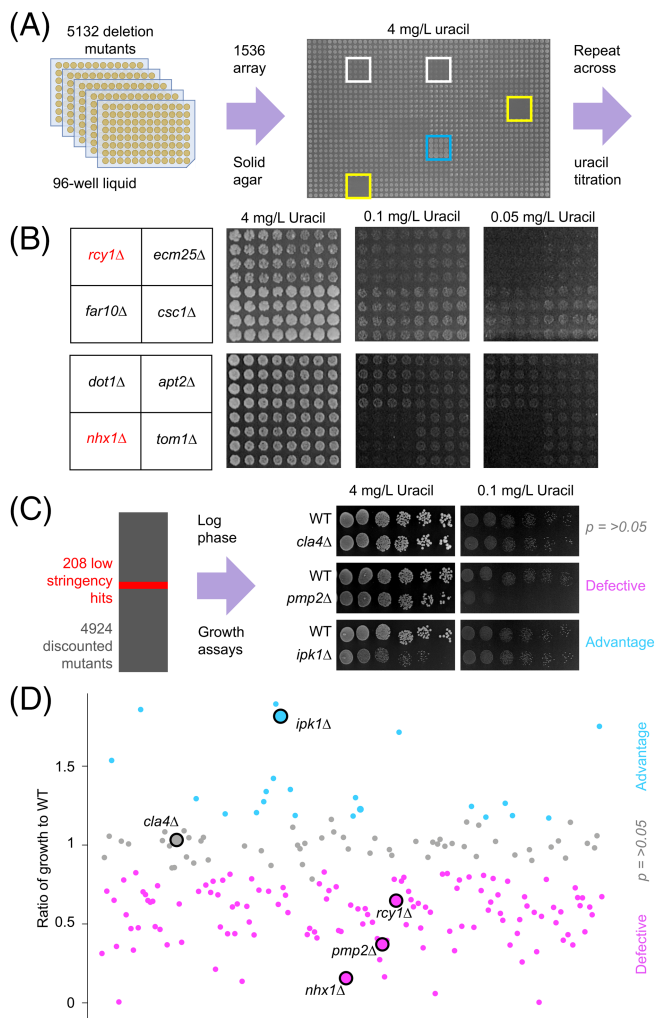 (A)
5132 deletion
mutants
96-well liquid
1536
array
Solid
agar
4 mg/L uracil
Repeat
across
uracil
titration
(B)
4 mg/L Uracil
0.1 mg/L Uracil
0.05 mg/L Uracil
rcy1Δ
ecm25Δ
far10Δ
csc1Δ
dot1Δ
apt2Δ
nhx1Δ
tom1Δ
(C)
208 low
stringency
hits
4924
discounted
mutants
Log
phase
Growth
assays
4 mg/L Uracil
0.1 mg/L Uracil
WT
cla4Δ
p = >0.05
WT
pmp2Δ
Defective
WT
ipk1Δ
Advantage
(D)
Ratio of growth to WT
1.5
1
0.5
0
ipk1Δ
cla4Δ
rcy1Δ
pmp2Δ
nhx1Δ
Advantage
p = >0.05
Defective